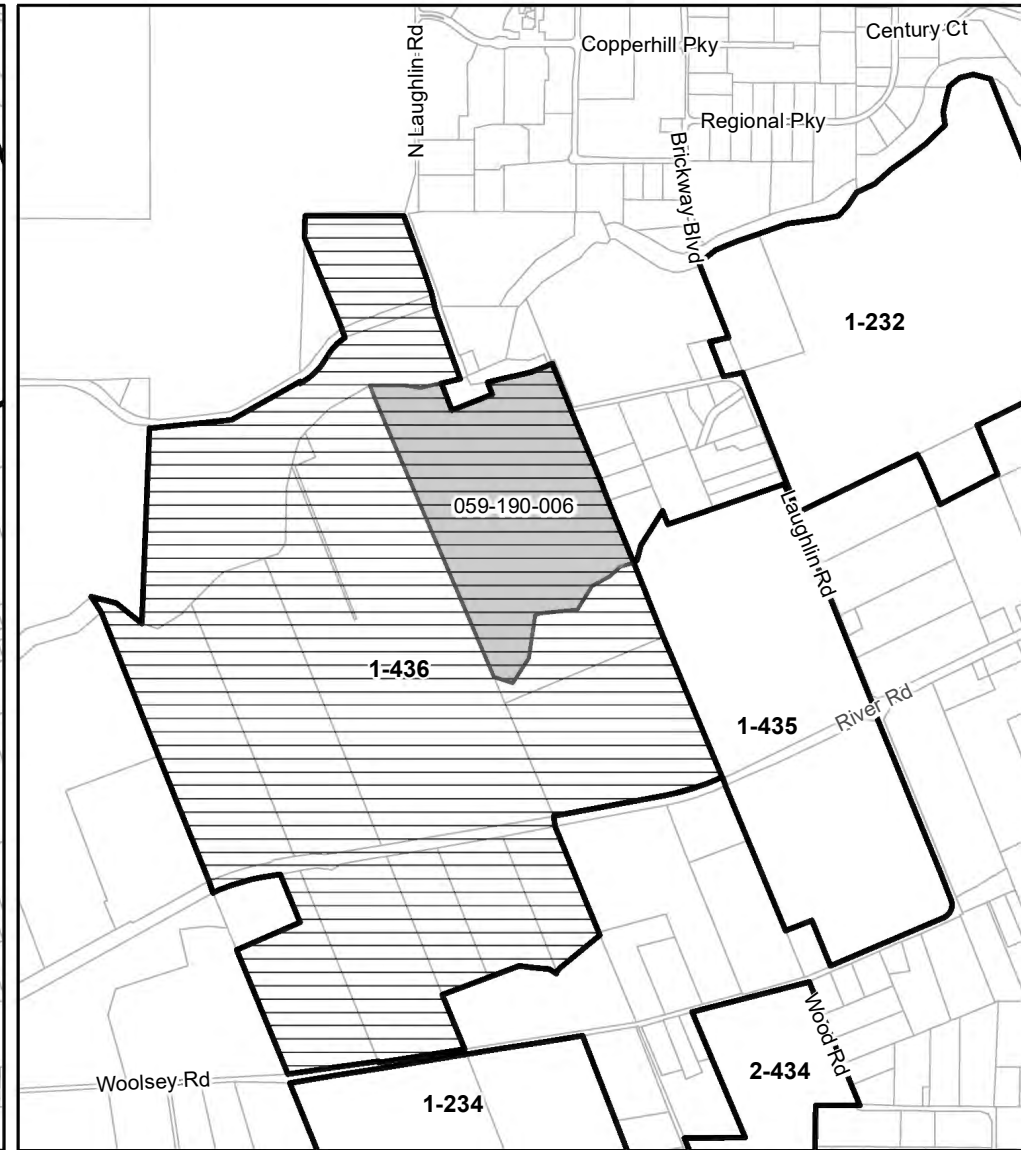 Century Ct
Copperhill Pky
N Laughlin Rd
Regional Pky
Brickway Blvd
1-232
059-190-006
Laughlin Rd
1-436
1-435
River Rd
Wood Rd
2-434
Woolsey Rd
1-234